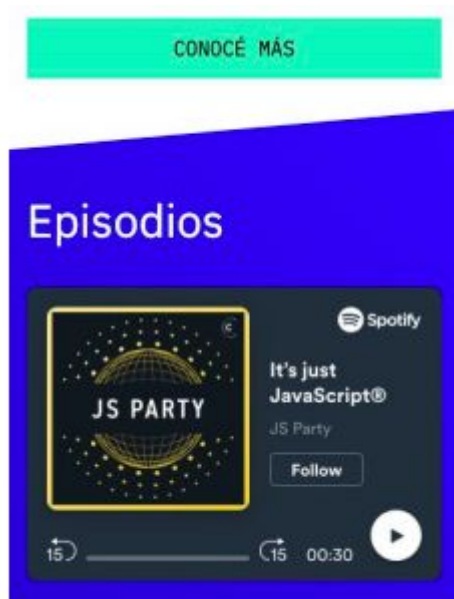 CONOCÉ MÁS
Episodios
Spotify
JS PARTY
It's just
JavaScript®
JS Party
Follow
15
15
00:30